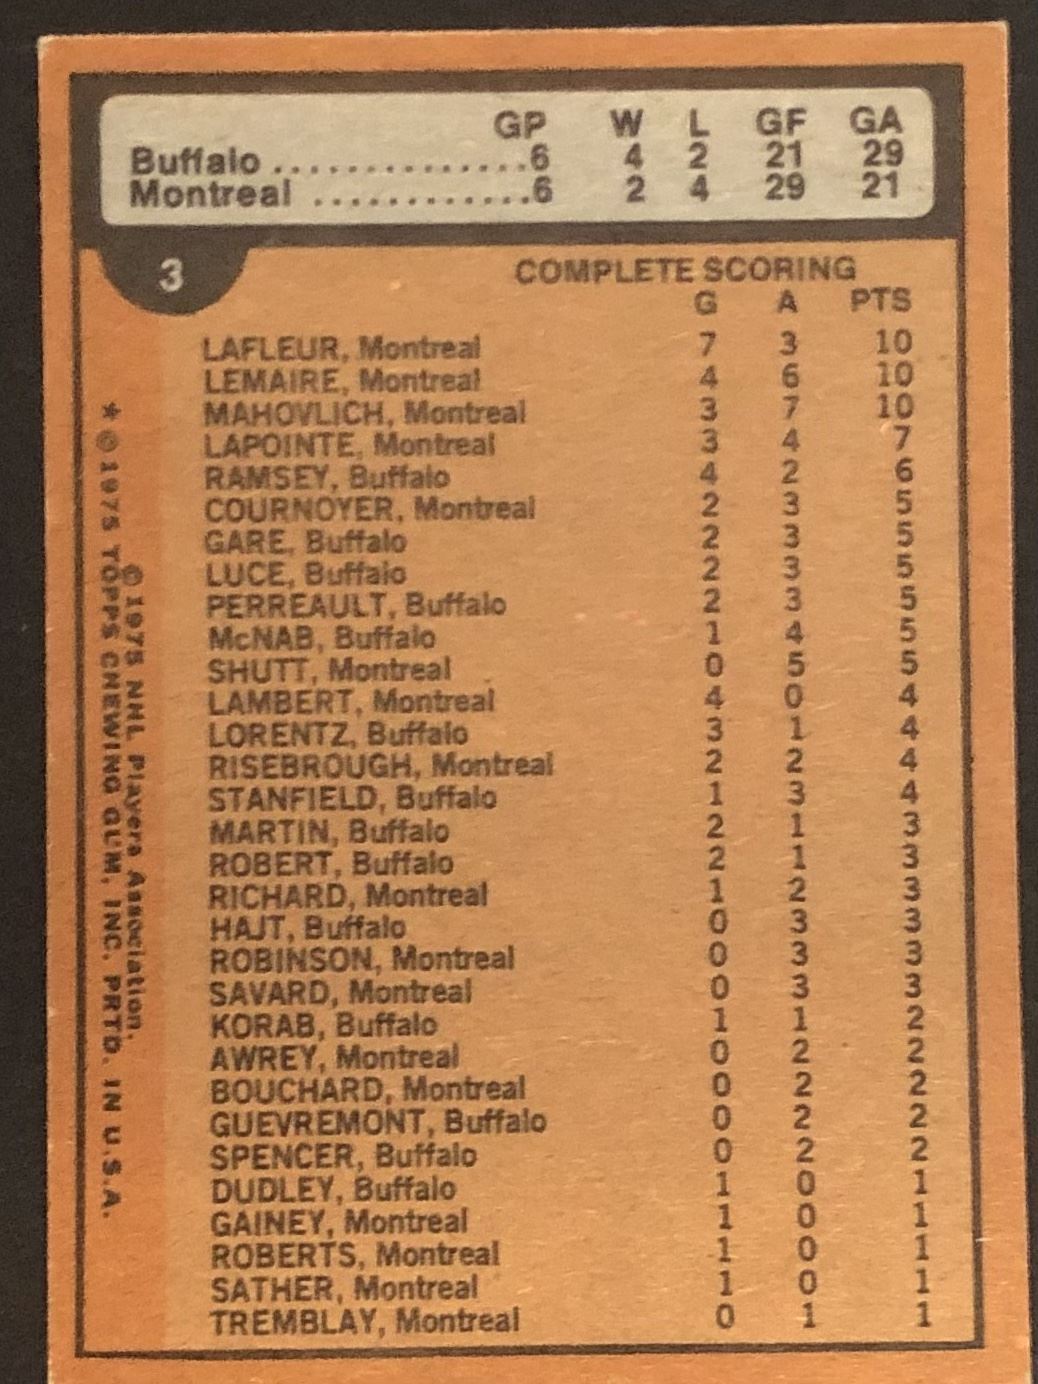 GP W L GF GA
Buffalo ..............6 4 2 21 29
Montreal ............6 2 4 29 21
3
COMPLETE SCORING
G A PTS
LAFLEUR, Montreal 7 3 10
LEMAIRE, Montreal 4 6 10
MAHOVLICH, Montreal 3 7 10
LAPOINTE, Montreal 3 4 7
RAMSEY, Buffalo 4 2 6
COURNOYER, Montreal 2 3 5
GARE, Buffalo 2 3 5
LUCE, Buffalo 2 3 5
PERREAULT, Buffalo 2 3 5
McNAB, Buffalo 1 4 5
SHUTT, Montreal 0 5 5
LAMBERT, Montreal 4 0 4
LORENTZ, Buffalo 3 1 4
RISEBROUGH, Montreal 2 2 4
STANFIELD, Buffalo 1 3 4
MARTIN, Buffalo 2 1 3
ROBERT, Buffalo 2 1 3
RICHARD, Montreal 1 2 3
HAJT, Buffalo 0 3 3
ROBINSON, Montreal 0 3 3
SAVARD, Montreal 0 3 3
KORAB, Buffalo 1 1 2
AWREY, Montreal 0 2 2
BOUCHARD, Montreal 0 2 2
GUEVREMONT, Buffalo 0 2 2
SPENCER, Buffalo 0 2 2
DUDLEY, Buffalo 1 0 1
GAINEY, Montreal 1 0 1
ROBERTS, Montreal 1 0 1
SATHER, Montreal 1 0 1
TREMBLAY, Montreal 0 1 1
© 1975 NHL Players Association.
★ © 1975 TOPPS CHEWING GUM, INC. PRTD. IN U.S.A.